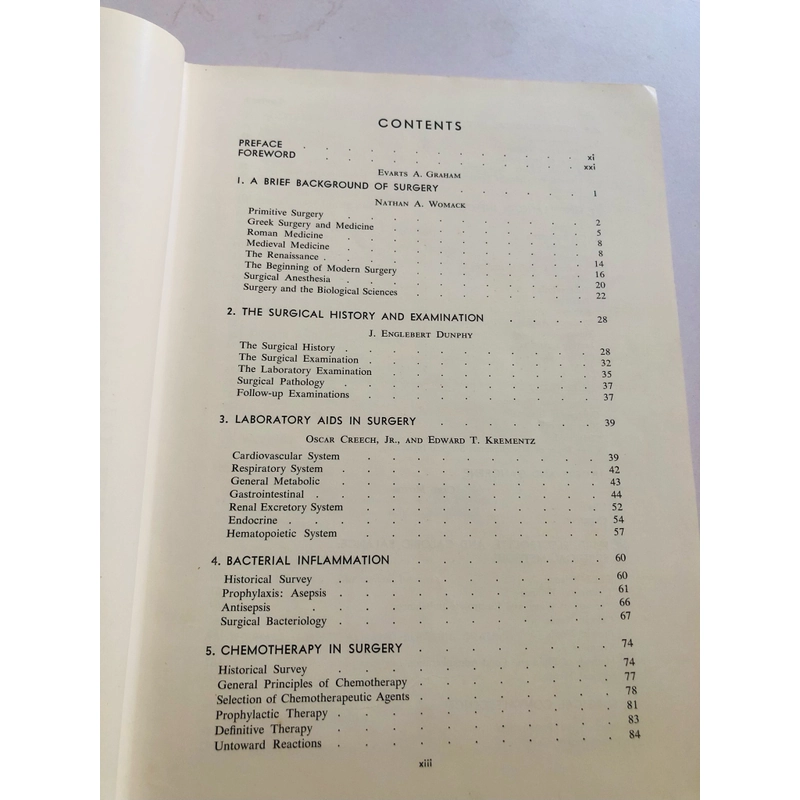 CONTENTS
PREFACE . . . . . . . . . . . . . xi
FOREWORD . . . . . . . . . . . . . xxi
EVARTS A. GRAHAM
1. A BRIEF BACKGROUND OF SURGERY . . . . . . 1
NATHAN A. WOMACK
Primitive Surgery . . . . . . . . . . 2
Greek Surgery and Medicine . . . . . . . . . 5
Roman Medicine . . . . . . . . . . 8
Medieval Medicine . . . . . . . . . . 8
The Renaissance . . . . . . . . . . . 14
The Beginning of Modern Surgery . . . . . . . . 16
Surgical Anesthesia . . . . . . . . . . 20
Surgery and the Biological Sciences . . . . . . . . 22
2. THE SURGICAL HISTORY AND EXAMINATION . . . . 28
J. ENGLEBERT DUNPHY
The Surgical History . . . . . . . . . . 28
The Surgical Examination . . . . . . . . . 32
The Laboratory Examination . . . . . . . . 35
Surgical Pathology . . . . . . . . . . 37
Follow-up Examinations . . . . . . . . . 37
3. LABORATORY AIDS IN SURGERY . . . . . . . 39
OSCAR CREECH, JR., AND EDWARD T. KREMENTZ
Cardiovascular System . . . . . . . . . 39
Respiratory System . . . . . . . . . . 42
General Metabolic . . . . . . . . . . 43
Gastrointestinal . . . . . . . . . . . 44
Renal Excretory System . . . . . . . . . 52
Endocrine . . . . . . . . . . . 54
Hematopoietic System . . . . . . . . . 57
4. BACTERIAL INFLAMMATION . . . . . . . . 60
Historical Survey . . . . . . . . . . 60
Prophylaxis: Asepsis . . . . . . . . . . 61
Antisepsis . . . . . . . . . . . 66
Surgical Bacteriology . . . . . . . . . . 67
5. CHEMOTHERAPY IN SURGERY . . . . . . . . 74
Historical Survey . . . . . . . . . . 74
General Principles of Chemotherapy . . . . . . . . 77
Selection of Chemotherapeutic Agents . . . . . . . . 78
Prophylactic Therapy . . . . . . . . . . 81
Definitive Therapy . . . . . . . . . . 83
Untoward Reactions . . . . . . . . . . 84
xiii